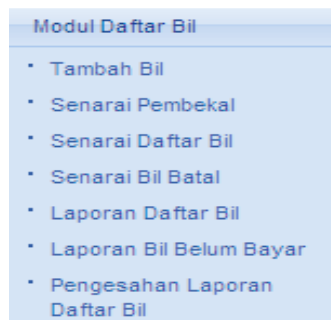 Modul Daftar Bil
Tambah Bil
Senarai Pembekal
Senarai Daftar Bil
Senarai Bil Batal
Laporan Daftar Bil
Laporan Bil Belum Bayar
Pengesahan Laporan
Daftar Bil